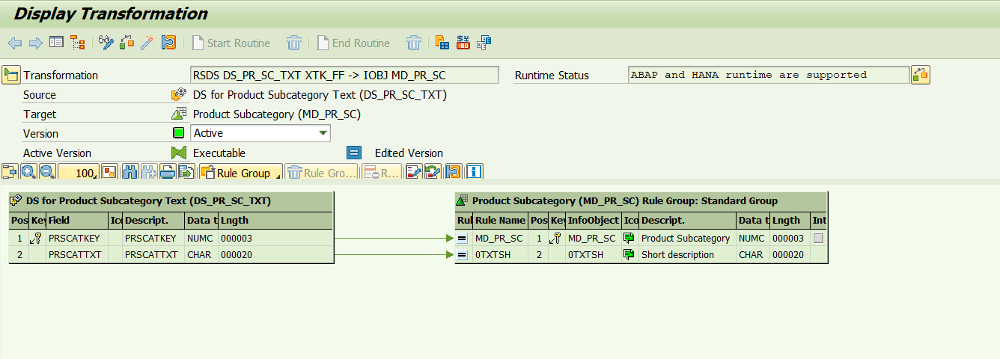 Display Transformation
Start Routine End Routine
Transformation RSDS DS_PR_SC_TXT XTK_FF -> IOBJ MD_PR_SC Runtime Status ABAP and HANA runtime are supported
Source DS for Product Subcategory Text (DS_PR_SC_TXT)
Target Product Subcategory (MD_PR_SC)
Version Active
Active Version Executable Edited Version
100 Rule Group Rule Gro... R...
DS for Product Subcategory Text (DS_PR_SC_TXT) Product Subcategory (MD_PR_SC) Rule Group: Standard Group
Pos Key Field Ico Descript. Data t Lngth Rul Rule Name Pos Key InfoObject Ico Descript. Data t Lngth Int
1 PRSCATKEY PRSCATKEY NUMC 000003 MD_PR_SC 1 MD_PR_SC Product Subcategory NUMC 000003
2 PRSCATTXT PRSCATTXT CHAR 000020 0TXTSH 2 0TXTSH Short description CHAR 000020